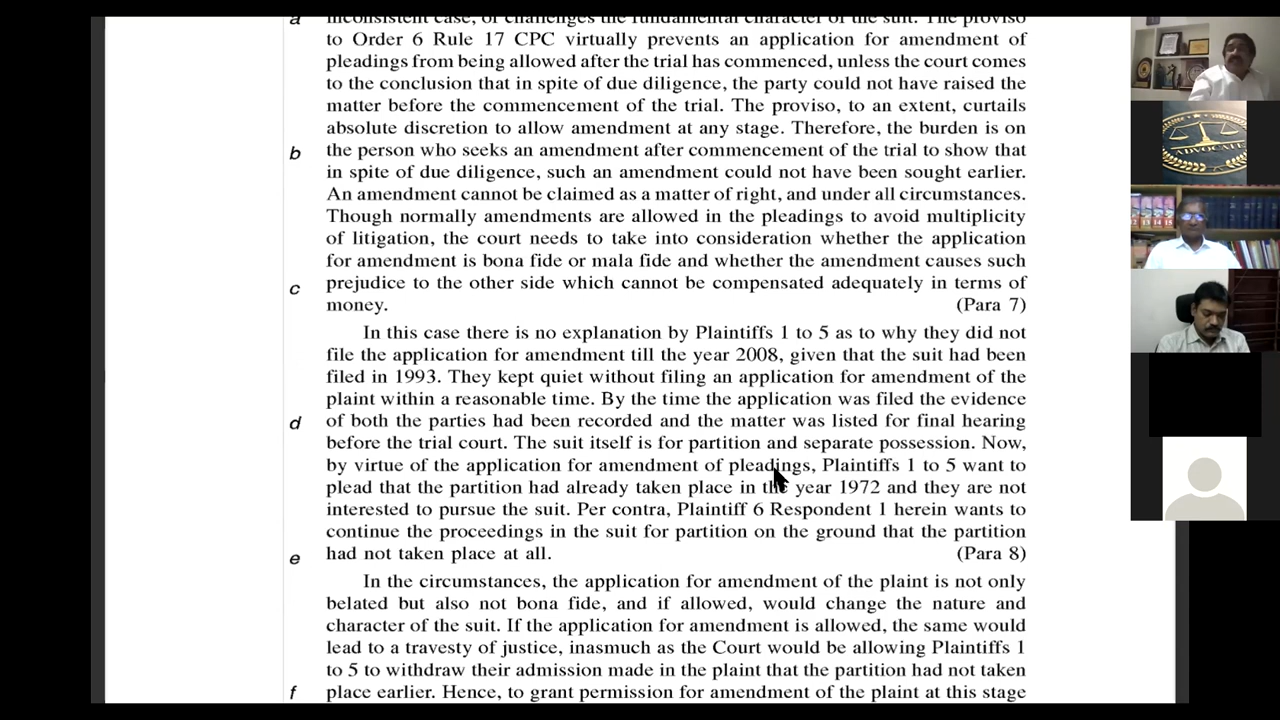 a inconsistent case, or challenges the fundamental character of the suit. The proviso
to Order 6 Rule 17 CPC virtually prevents an application for amendment of
pleadings from being allowed after the trial has commenced, unless the court comes
to the conclusion that in spite of due diligence, the party could not have raised the
matter before the commencement of the trial. The proviso, to an extent, curtails
absolute discretion to allow amendment at any stage. Therefore, the burden is on
b the person who seeks an amendment after commencement of the trial to show that
in spite of due diligence, such an amendment could not have been sought earlier.
An amendment cannot be claimed as a matter of right, and under all circumstances.
Though normally amendments are allowed in the pleadings to avoid multiplicity
of litigation, the court needs to take into consideration whether the application
for amendment is bona fide or mala fide and whether the amendment causes such
c prejudice to the other side which cannot be compensated adequately in terms of
money. (Para 7)
In this case there is no explanation by Plaintiffs 1 to 5 as to why they did not
file the application for amendment till the year 2008, given that the suit had been
filed in 1993. They kept quiet without filing an application for amendment of the
plaint within a reasonable time. By the time the application was filed the evidence
d of both the parties had been recorded and the matter was listed for final hearing
before the trial court. The suit itself is for partition and separate possession. Now,
by virtue of the application for amendment of pleadings, Plaintiffs 1 to 5 want to
plead that the partition had already taken place in the year 1972 and they are not
interested to pursue the suit. Per contra, Plaintiff 6 Respondent 1 herein wants to
continue the proceedings in the suit for partition on the ground that the partition
e had not taken place at all. (Para 8)
In the circumstances, the application for amendment of the plaint is not only
belated but also not bona fide, and if allowed, would change the nature and
character of the suit. If the application for amendment is allowed, the same would
lead to a travesty of justice, inasmuch as the Court would be allowing Plaintiffs 1
to 5 to withdraw their admission made in the plaint that the partition had not taken
f place earlier. Hence, to grant permission for amendment of the plaint at this stage
ADVOCATE